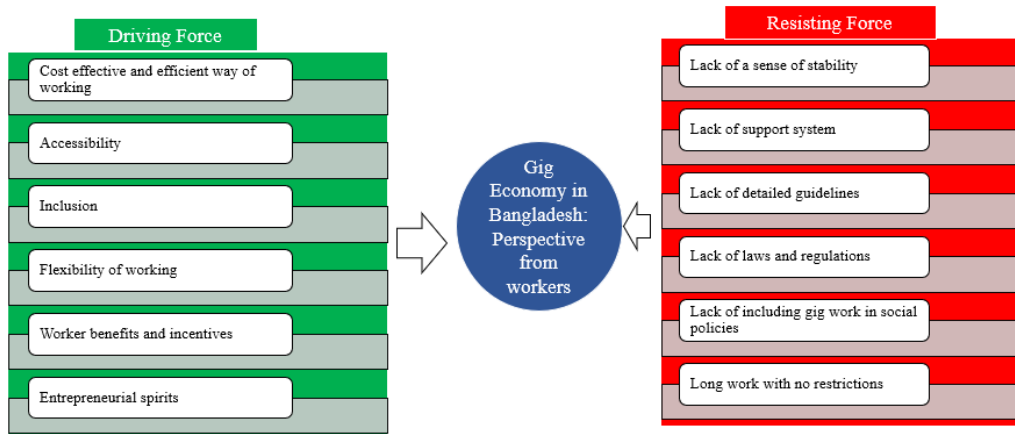 Driving Force
Cost effective and efficient way of
working
Accessibility
Inclusion
Flexibility of working
Worker benefits and incentives
Entrepreneurial spirits
Gig
Economy in
Bangladesh:
Perspective
from
workers
Resisting Force
Lack of a sense of stability
Lack of support system
Lack of detailed guidelines
Lack of laws and regulations
Lack of including gig work in social
policies
Long work with no restrictions